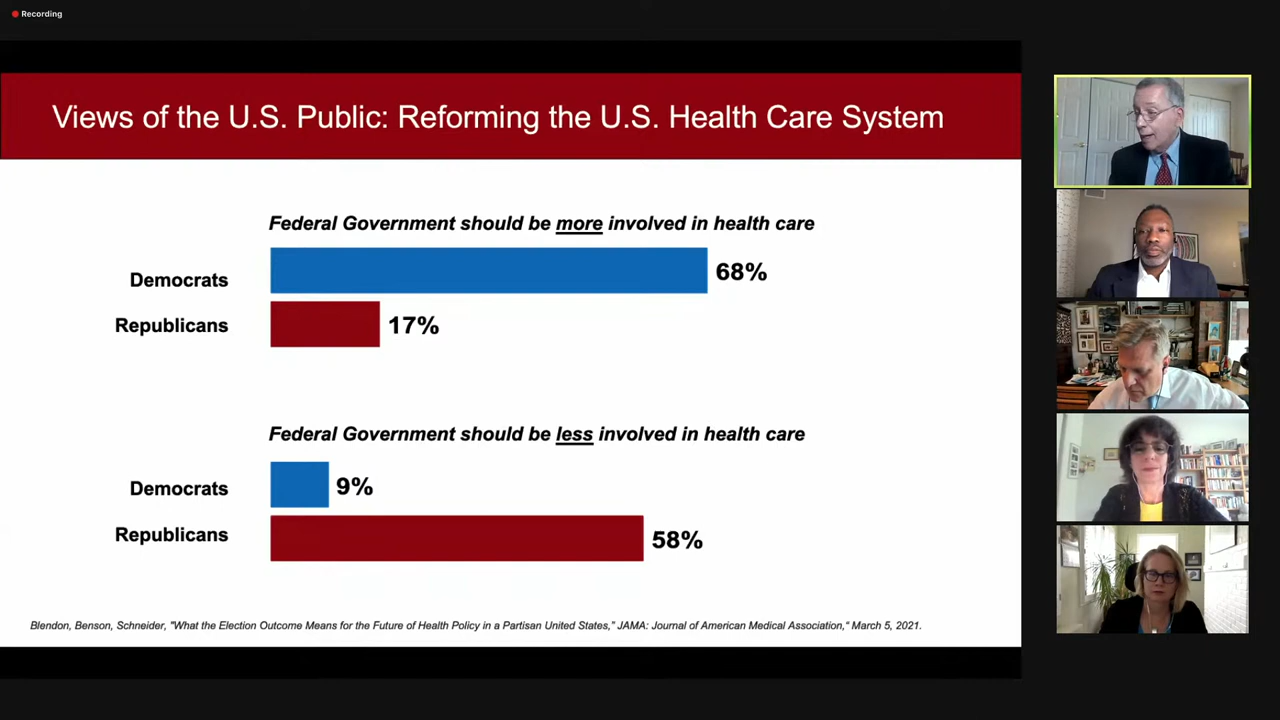 Recording
Views of the U.S. Public: Reforming the U.S. Health Care System
Federal Government should be more involved in health care
Democrats
68%
Republicans
17%
Federal Government should be less involved in health care
Democrats
9%
Republicans
58%
Blendon, Benson, Schneider, "What the Election Outcome Means for the Future of Health Policy in a Partisan United States," JAMA: Journal of American Medical Association," March 5, 2021.